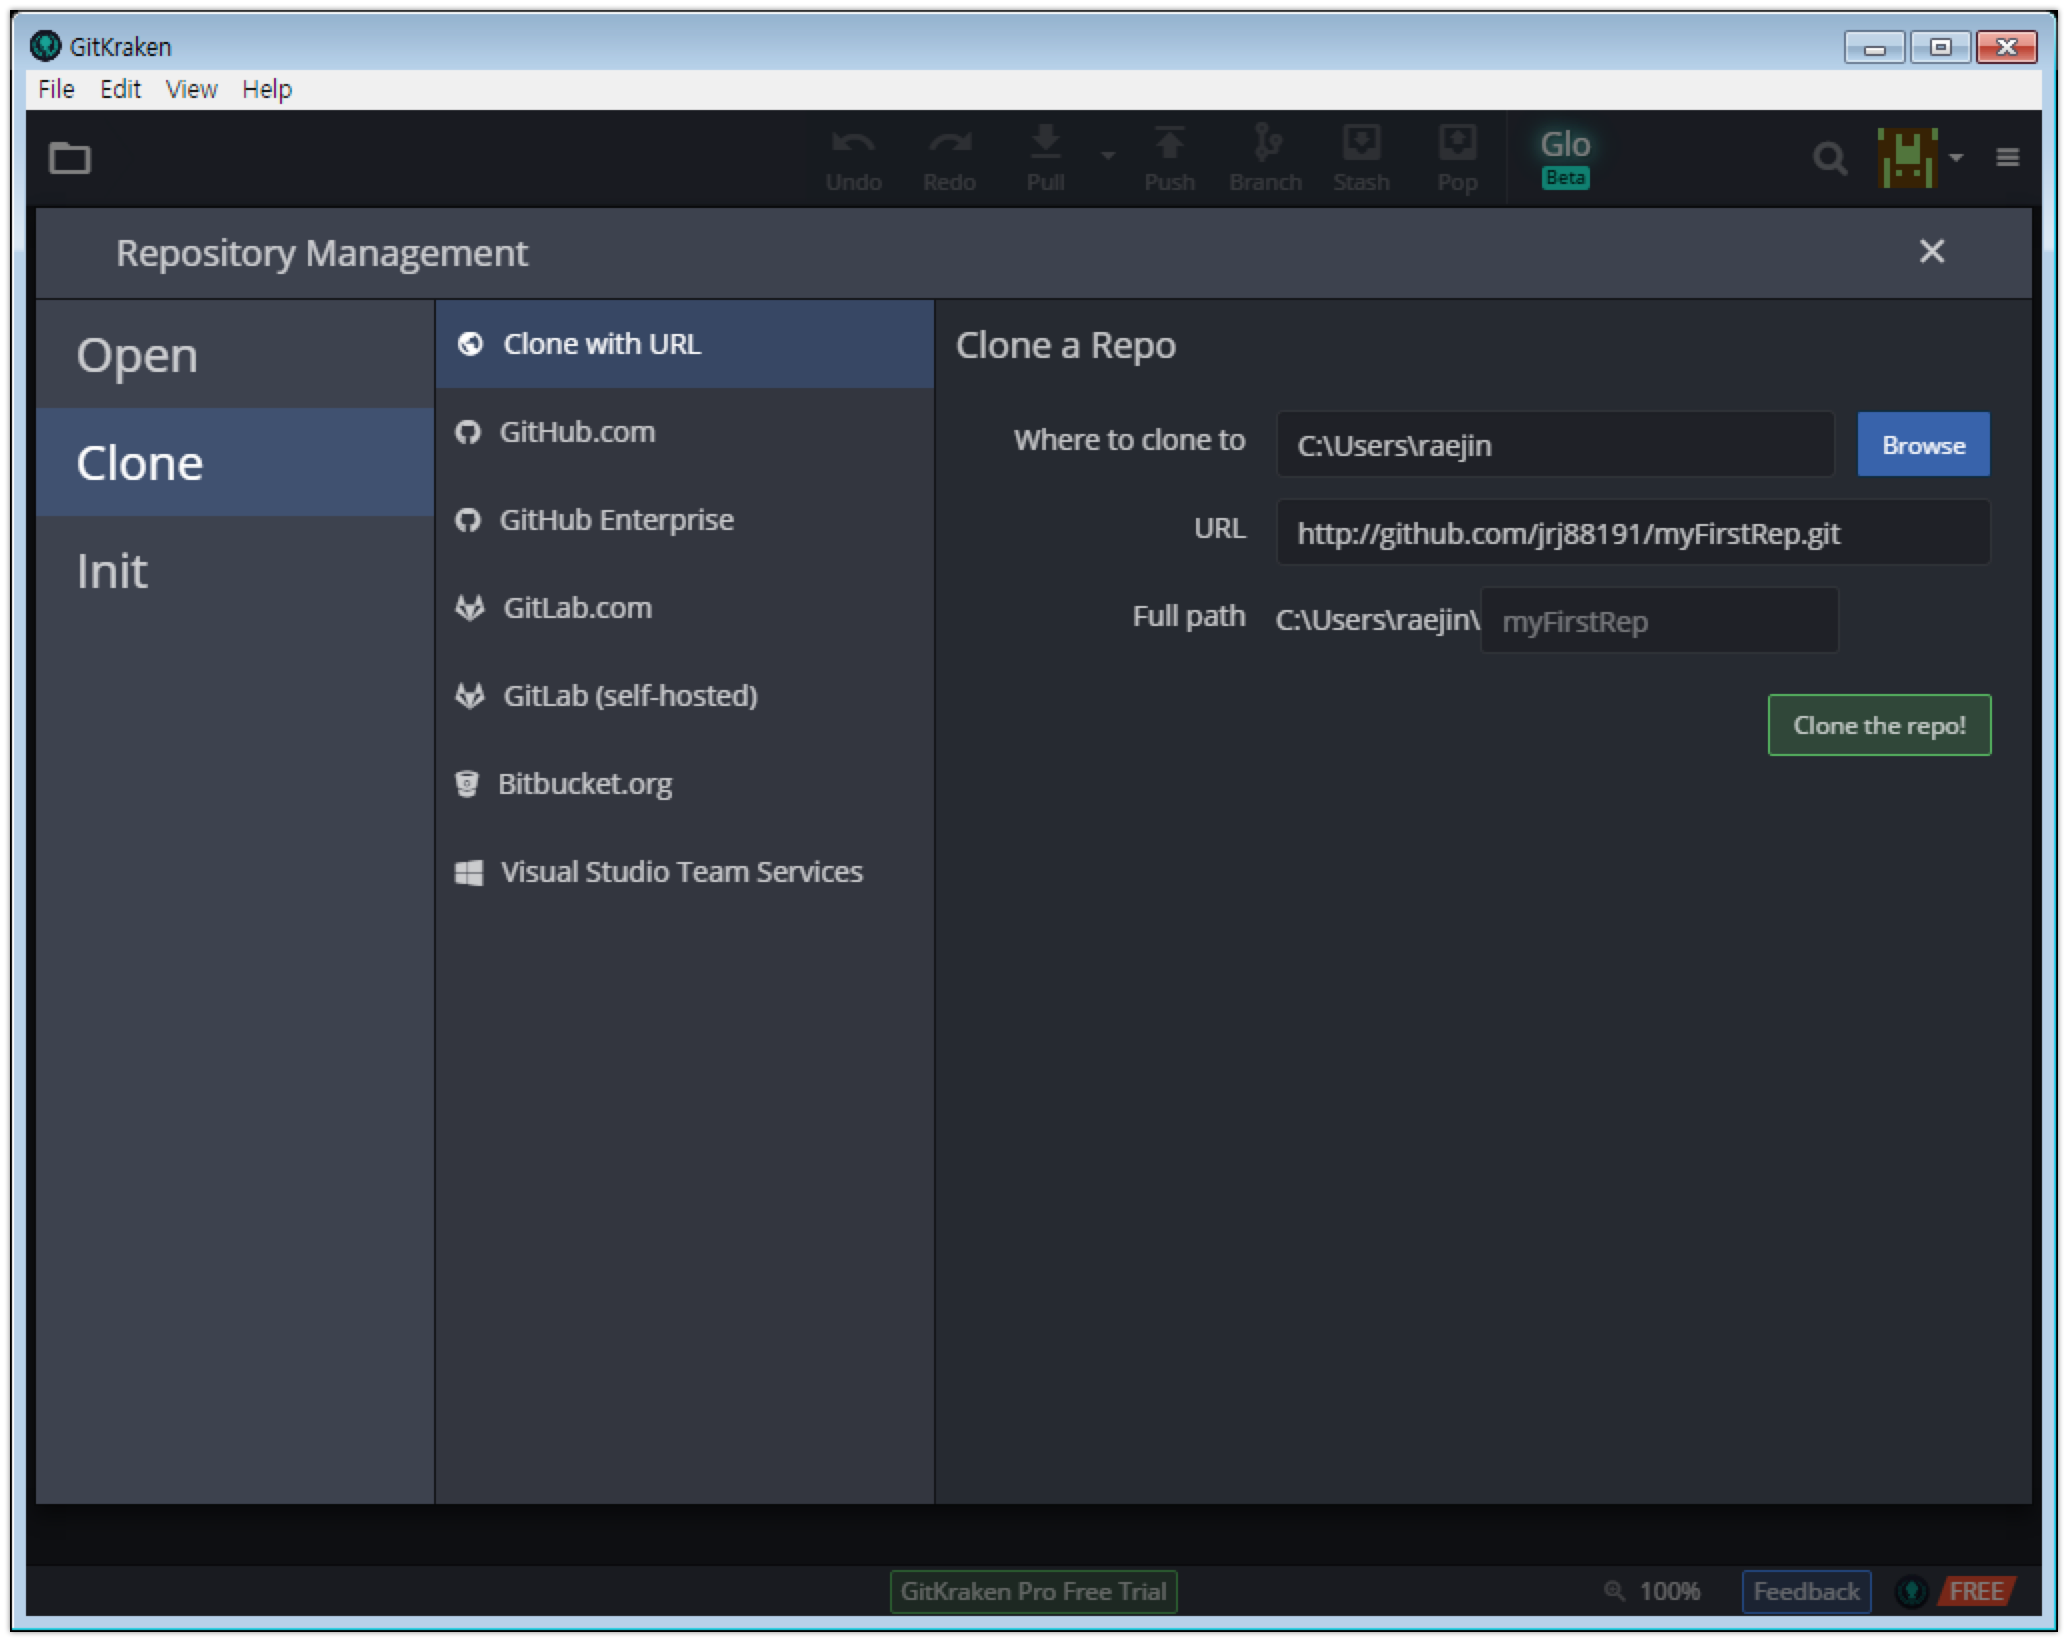 GitKraken
File Edit View Help
Undo Redo Pull Push Branch Stash Pop Glo
Beta
Repository Management
Open
Clone
Init
Clone with URL
GitHub.com
GitHub Enterprise
GitLab.com
GitLab (self-hosted)
Bitbucket.org
Visual Studio Team Services
Clone a Repo
Where to clone to C:\Users\raejin Browse
URL http://github.com/jrj88191/myFirstRep.git
Full path C:\Users\raejin\ myFirstRep
Clone the repo!
GitKraken Pro Free Trial 100% Feedback FREE